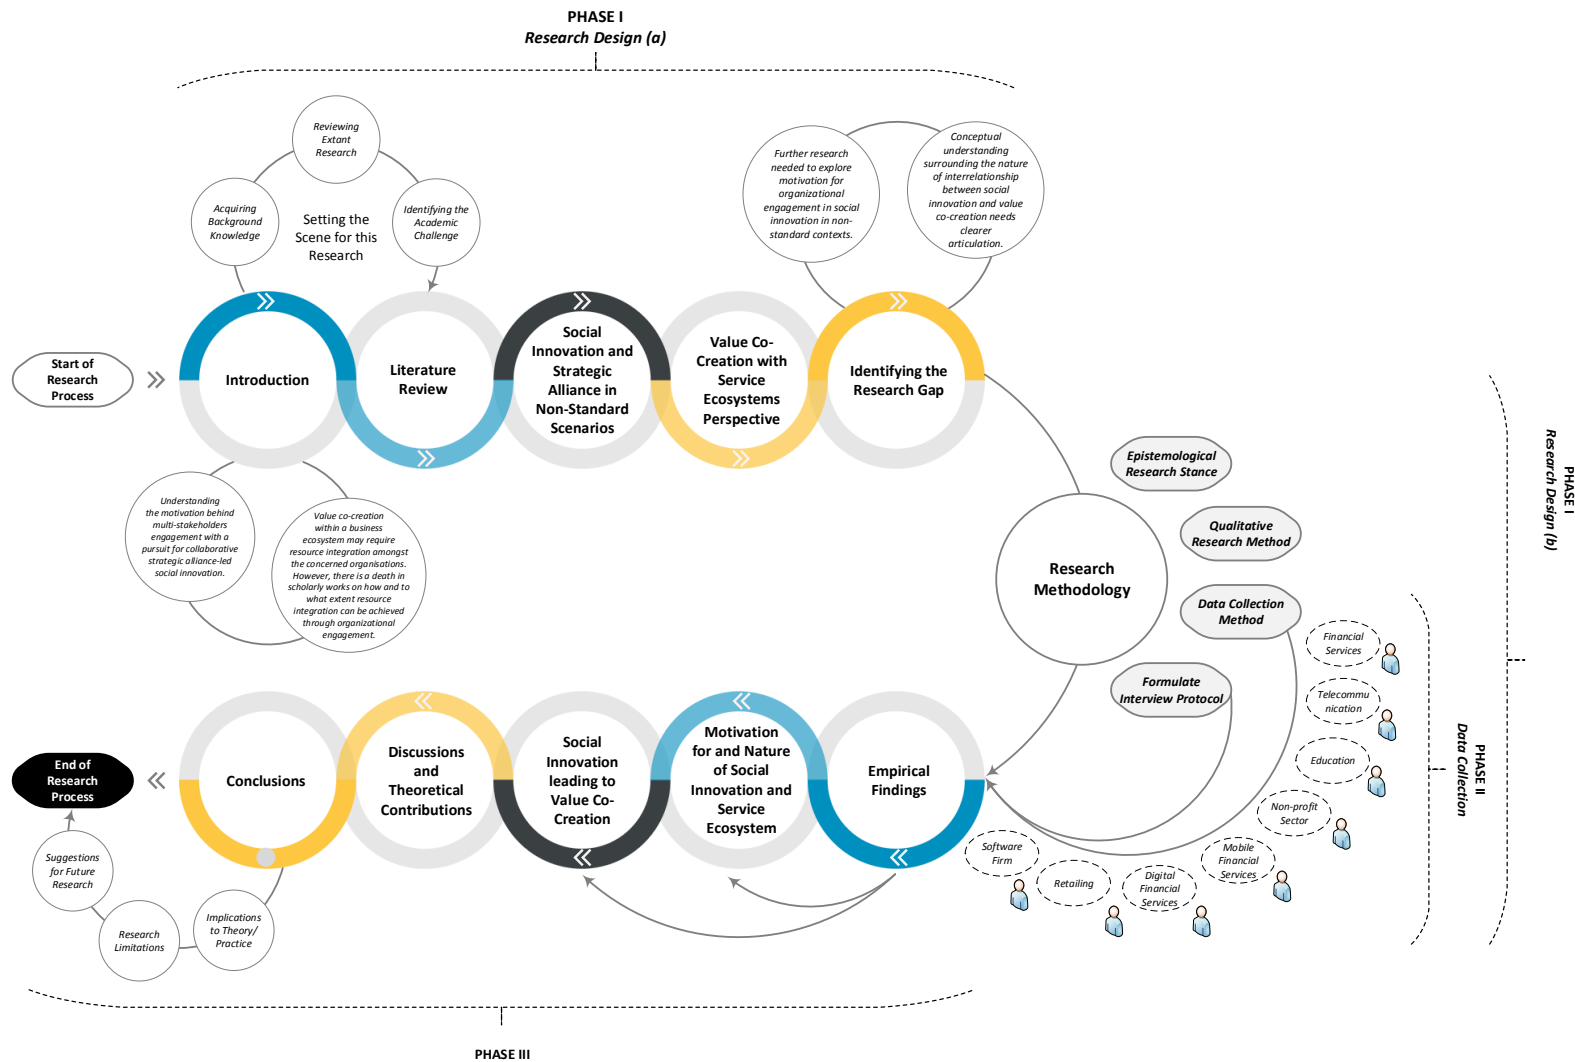 PHASE I
Research Design (a)
Reviewing
Extant
Research
Acquiring
Background
Knowledge
Setting the
Scene for this
Research
Identifying the
Academic
Challenge
Further research
needed to explore
motivation for
organizational
engagement in social
innovation in non-
standard contexts.
Conceptual
understanding
surrounding the nature
of interrelationship
between social
innovation and value
co-creation needs
clearer
articulation.
Start of
Research
Process
Introduction
Literature
Review
Social
Innovation and
Strategic
Alliance in
Non-Standard
Scenarios
Value Co-
Creation with
Service
Ecosystems
Perspective
Identifying the
Research Gap
Understanding
the motivation behind
multi-stakeholders
engagement with a
pursuit for collaborative
strategic alliance-led
social innovation.
Value co-creation
within a business
ecosystem may require
resource integration amongst
the concerned organisations.
However, there is a death in
scholarly works on how and to
what extent resource
integration can be achieved
through organizational
engagement.
Research
Methodology
Epistemological
Research Stance
Qualitative
Research Method
Data Collection
Method
Formulate
Interview Protocol
PHASE I
Research Design (b)
PHASE II
Data Collection
Financial
Services
Telecommu
nication
Education
Non-profit
Sector
Mobile
Financial
Services
Digital
Financial
Services
Retailing
Software
Firm
Empirical
Findings
Motivation
for and Nature
of Social
Innovation and
Service
Ecosystem
Social
Innovation
leading to
Value Co-
Creation
Discussions
and
Theoretical
Contributions
Conclusions
End of
Research
Process
Suggestions
for Future
Research
Research
Limitations
Implications
to Theory/
Practice
PHASE III